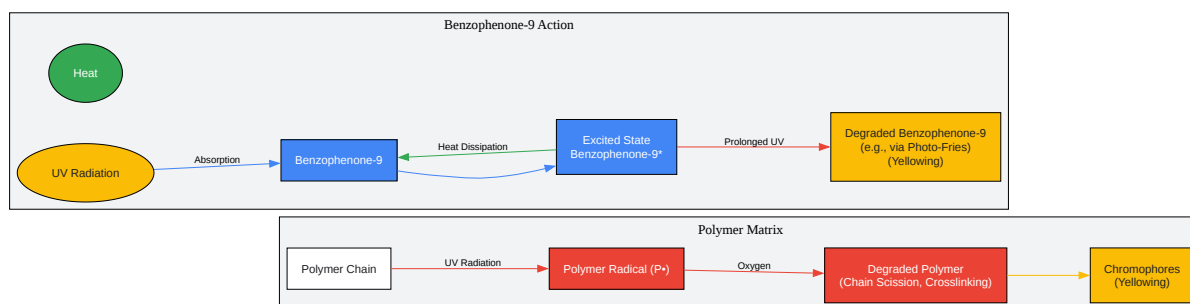 Benzophenone-9 Action
Heat
UV Radiation
Absorption
Benzophenone-9
Heat Dissipation
Excited State
Benzophenone-9*
Prolonged UV
Degraded Benzophenone-9
(e.g., via Photo-Fries)
(Yellowing)
Polymer Matrix
Polymer Chain
UV Radiation
Polymer Radical (P•)
Oxygen
Degraded Polymer
(Chain Scission, Crosslinking)
Chromophores
(Yellowing)